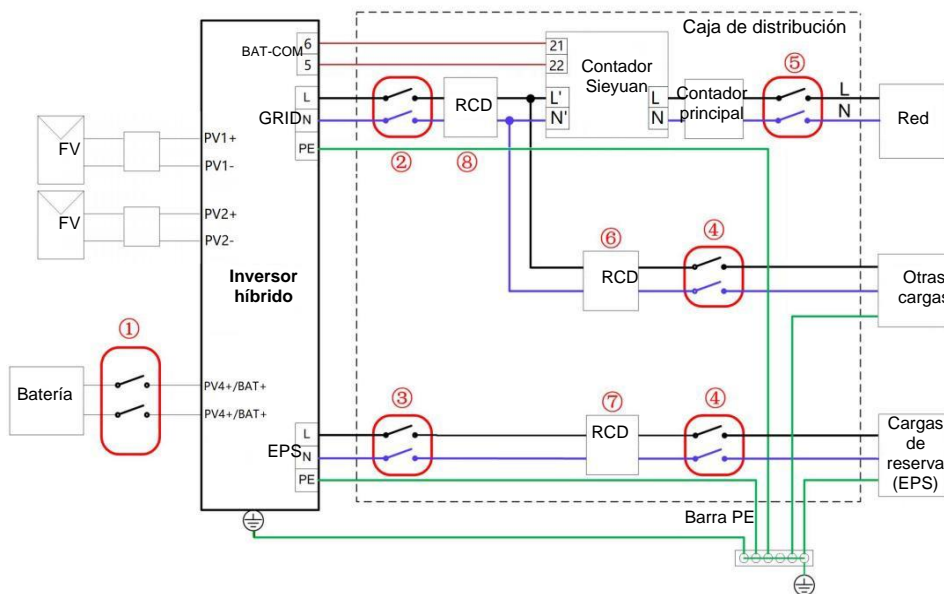 Caja de distribución
BAT-COM
6
5
21
22
Contador
Sieyuan
⑤
L
GRID
N
PE
RCD
L'
N'
L
N
Contador
principal
L
N
Red
②
⑧
FV
PV1+
PV1-
FV
PV2+
PV2-
Inversor
híbrido
⑥
RCD
④
Otras
cargas
①
Batería
PV4+/BAT+
PV4+/BAT+
③
⑦
④
L
EPS
N
PE
RCD
Cargas
de
reserva
(EPS)
Barra PE